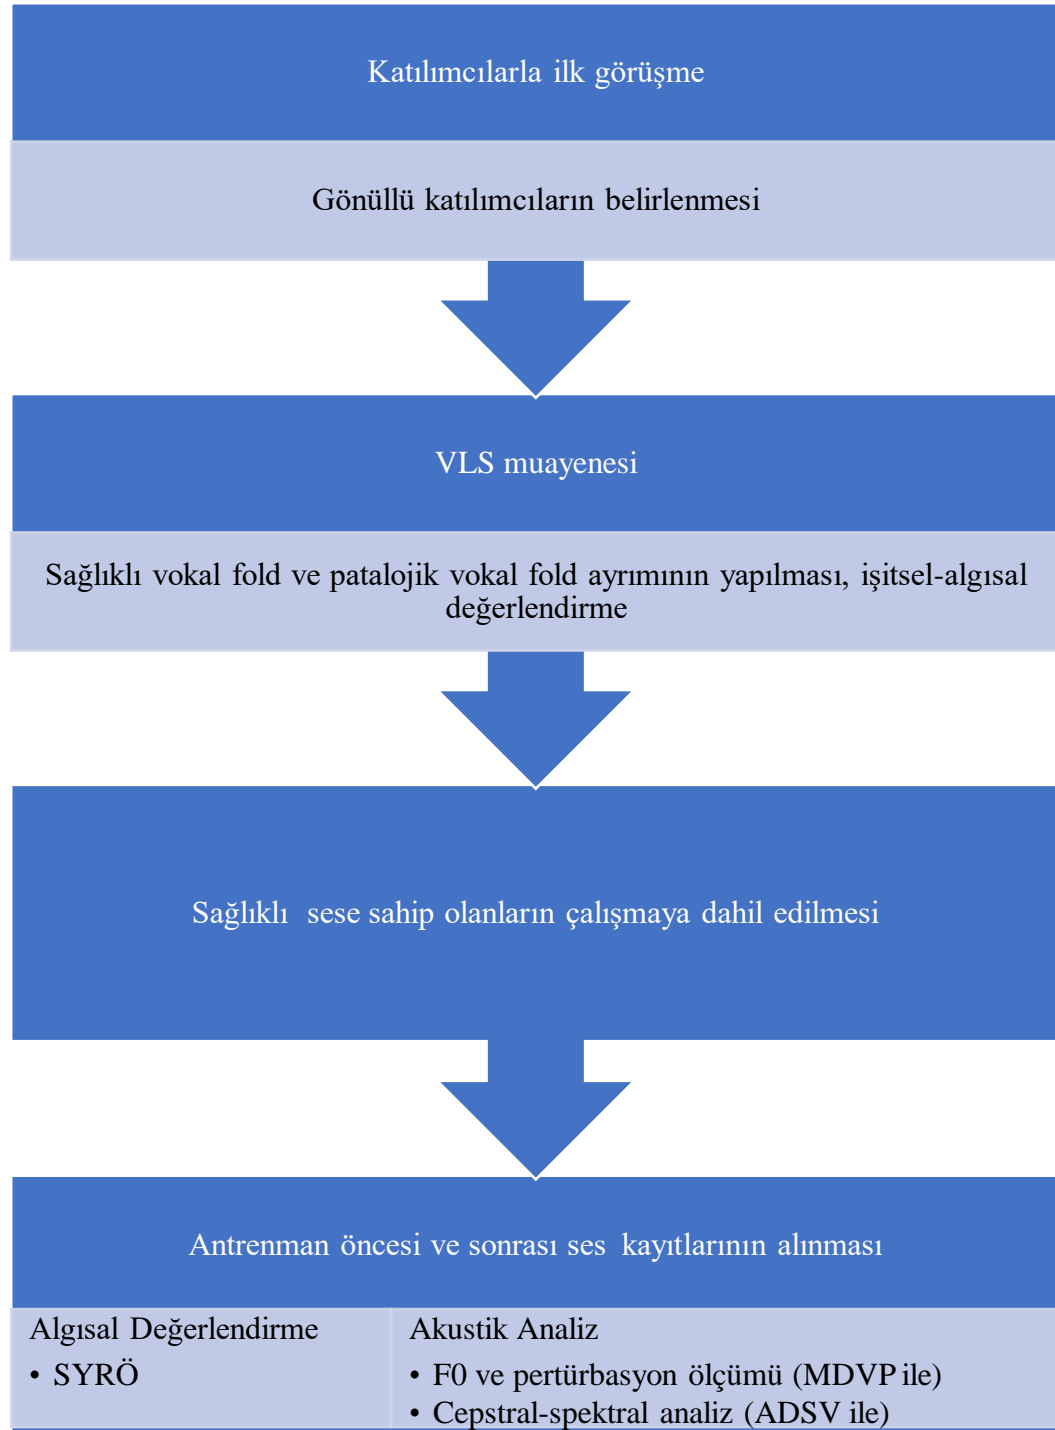 Katılımcılarla ilk görüşme
Gönüllü katılımcıların belirlenmesi
VLS muayenesi
Sağlıklı vokal fold ve patalojik vokal fold ayrımının yapılması, işitsel-algısal
değerlendirme
Sağlıklı sese sahip olanların çalışmaya dahil edilmesi
Antrenman öncesi ve sonrası ses kayıtlarının alınması
Algısal Değerlendirme
• SYRÖ
Akustik Analiz
• F0 ve pertürbasyon ölçümü (MDVP ile)
• Cepstral-spektral analiz (ADSV ile)